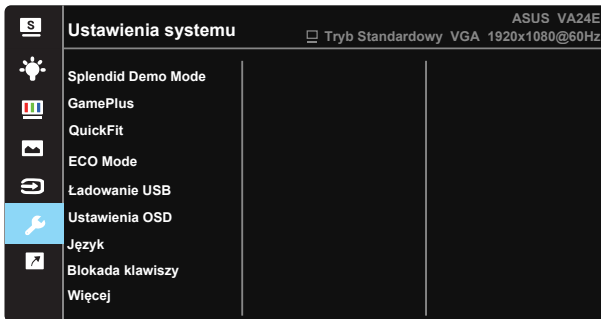 S
Ustawienia systemu
ASUS VA24E
Tryb Standardowy VGA 1920x1080@60Hz
Splendid Demo Mode
GamePlus
QuickFit
ECO Mode
Ładowanie USB
Ustawienia OSD
Język
Blokada klawiszy
Więcej